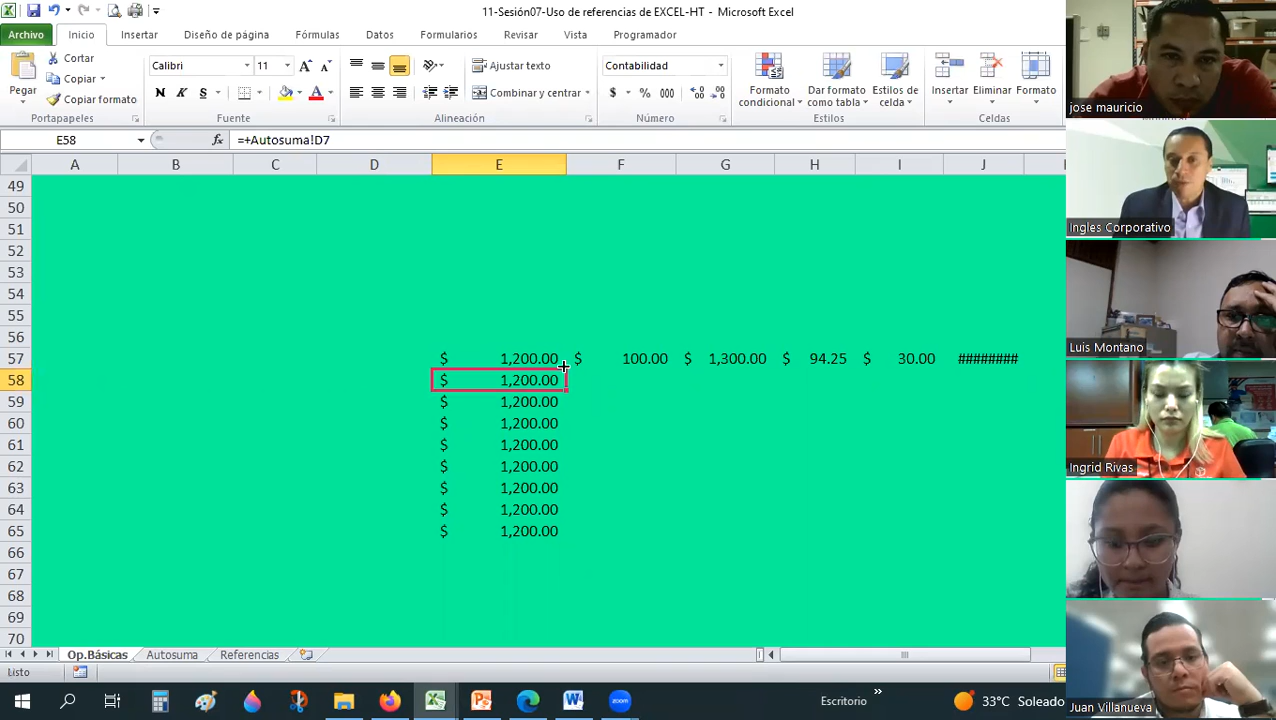 11-Sesión07-Uso de referencias de EXCEL-HT - Microsoft Excel
Archivo Inicio Insertar Diseño de página Fórmulas Datos Formularios Revisar Vista Programador
Pegar
Cortar
Copiar
Copiar formato
Calibri 11
N K S
Ajustar texto
Combinar y centrar
Contabilidad
$ % 000
Formato condicional
Dar formato como tabla
Estilos de celda
Insertar Eliminar Formato
Portapapeles Fuente Alineación Número Estilos Celdas
E58 fx =+Autosuma!D7
A B C D E F G H I J
49
50
51
52
53
54
55
56
57 $ 1,200.00 $ 100.00 $ 1,300.00 $ 94.25 $ 30.00 ########
58 $ 1,200.00
59 $ 1,200.00
60 $ 1,200.00
61 $ 1,200.00
62 $ 1,200.00
63 $ 1,200.00
64 $ 1,200.00
65 $ 1,200.00
66
67
68
69
70
Op.Básicas Autosuma Referencias
Listo
zoom
Escritorio » 33°C Soleado
jose mauricio
Ingles Corporativo
Luis Montano
Ingrid Rivas
Juan Villanueva